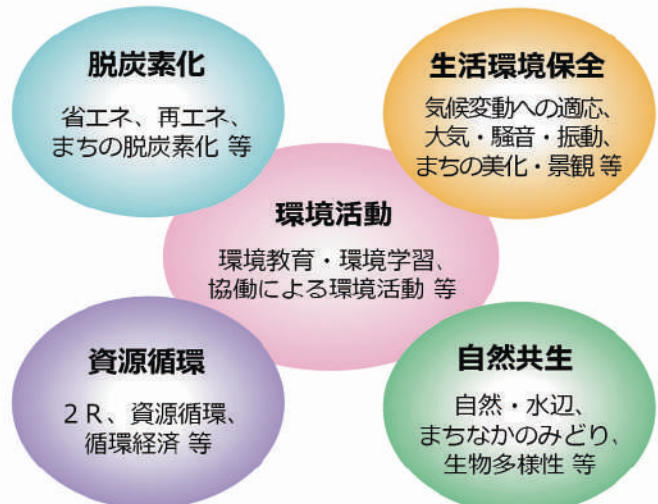 脱炭素化
省エネ、再エネ、
まちの脱炭素化 等
生活環境保全
気候変動への適応、
大気・騒音・振動、
まちの美化・景観 等
環境活動
環境教育・環境学習、
協働による環境活動 等
資源循環
２Ｒ、資源循環、
循環経済 等
自然共生
自然・水辺、
まちなかのみどり、
生物多様性 等